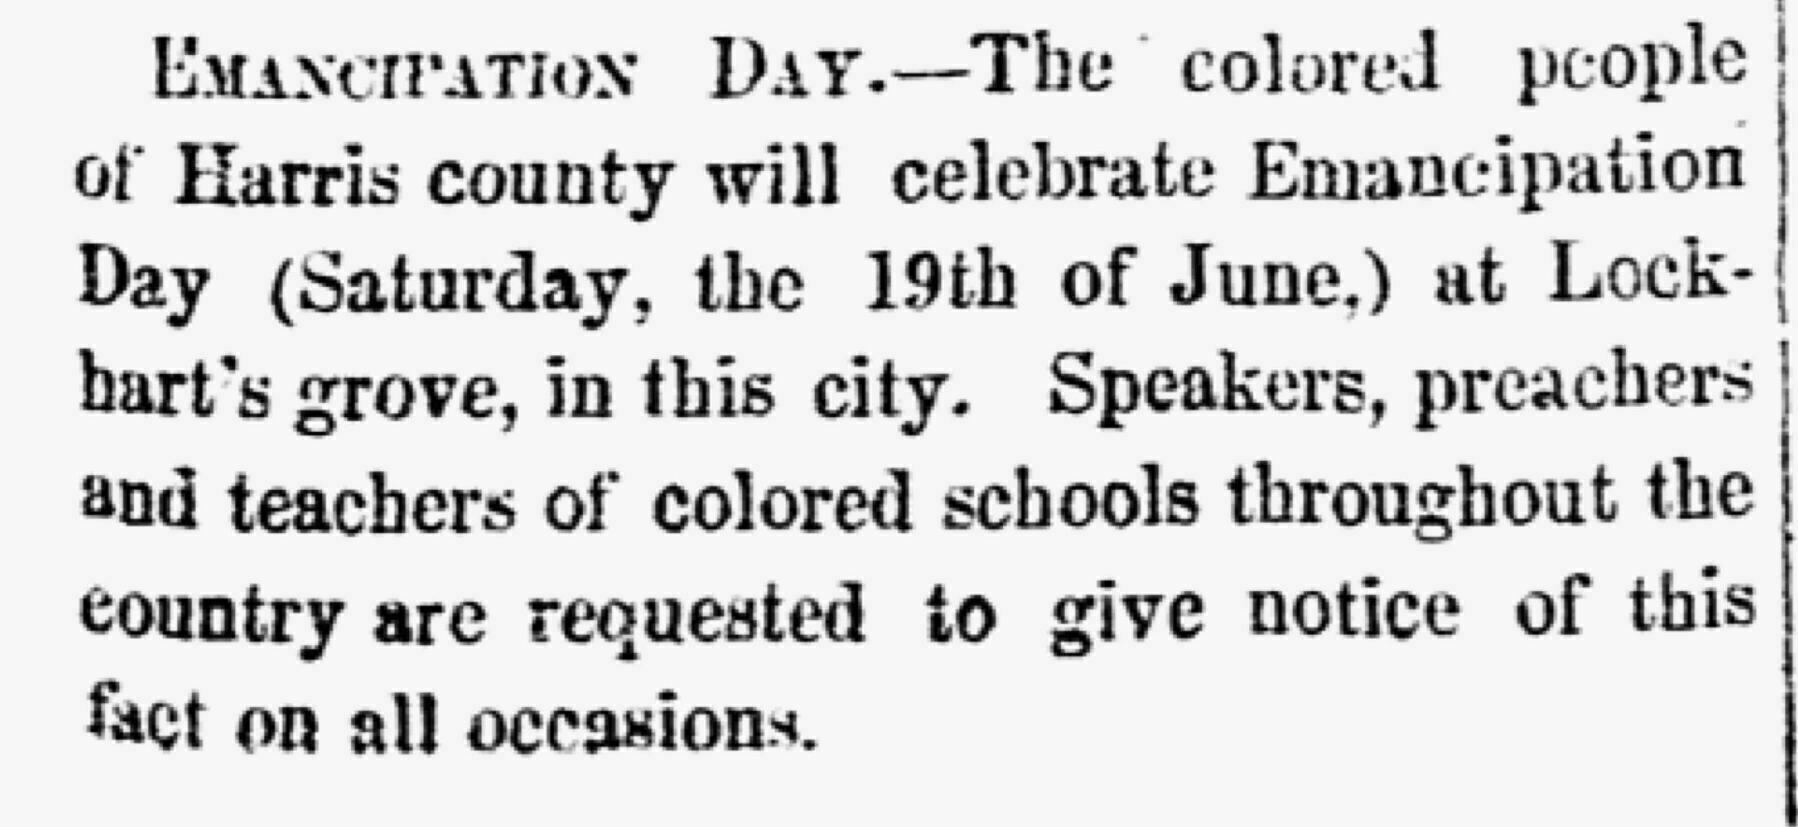 EMANCIPATION DAY.—The colored people
of Harris county will celebrate Emancipation
Day (Saturday, the 19th of June,) at Lock-
hart's grove, in this city. Speakers, preachers
and teachers of colored schools throughout the
country are requested to give notice of this
fact on all occasions.